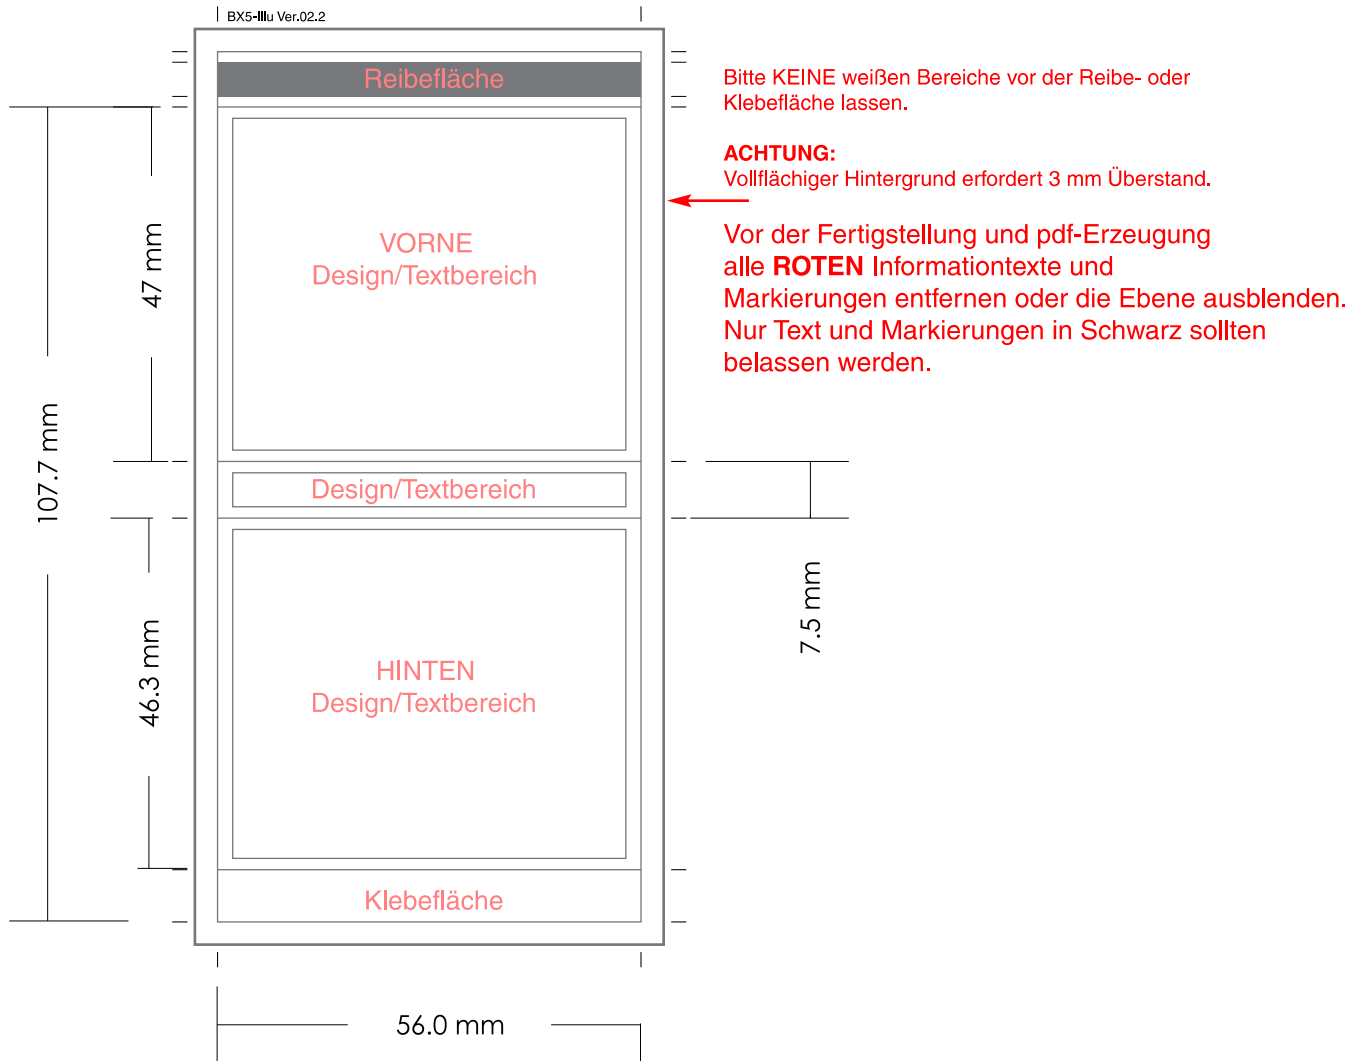 BX5-IIIu Ver.02.2
Reibefläche
Bitte KEINE weißen Bereiche vor der Reibe- oder
Klebefläche lassen.
ACHTUNG:
Vollflächiger Hintergrund erfordert 3 mm Überstand.
Vor der Fertigstellung und pdf-Erzeugung
alle ROTEN Informationtexte und
Markierungen entfernen oder die Ebene ausblenden.
Nur Text und Markierungen in Schwarz sollten
belassen werden.
VORNE
Design/Textbereich
47 mm
107.7 mm
Design/Textbereich
7.5 mm
HINTEN
Design/Textbereich
46.3 mm
Klebefläche
56.0 mm